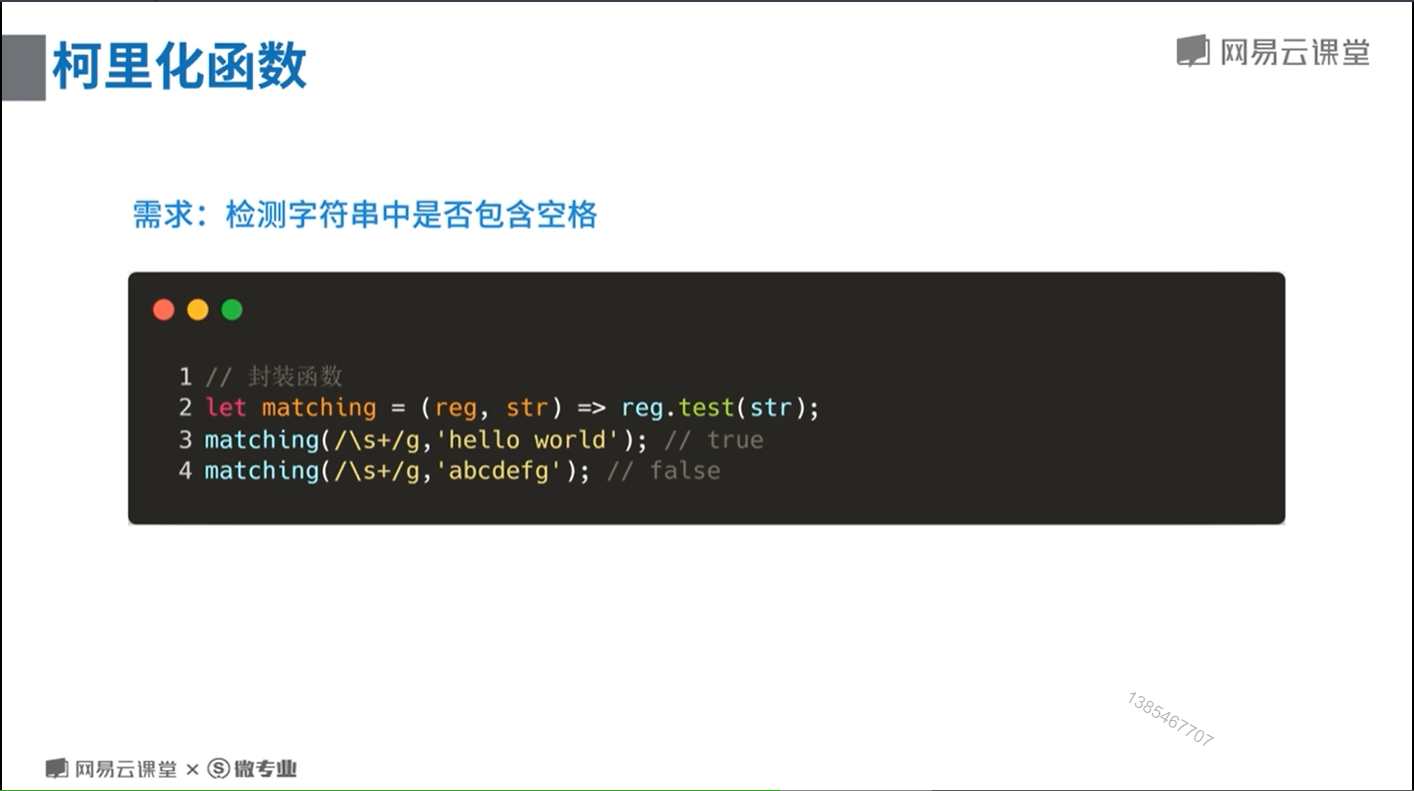 柯里化函数
网易云课堂
需求：检测字符串中是否包含空格
1 // 封装函数
2 let matching = (reg, str) => reg.test(str);
3 matching(/\s+/g,'hello world'); // true
4 matching(/\s+/g,'abcdefg'); // false
1385467707
网易云课堂 × Ⓢ 微专业